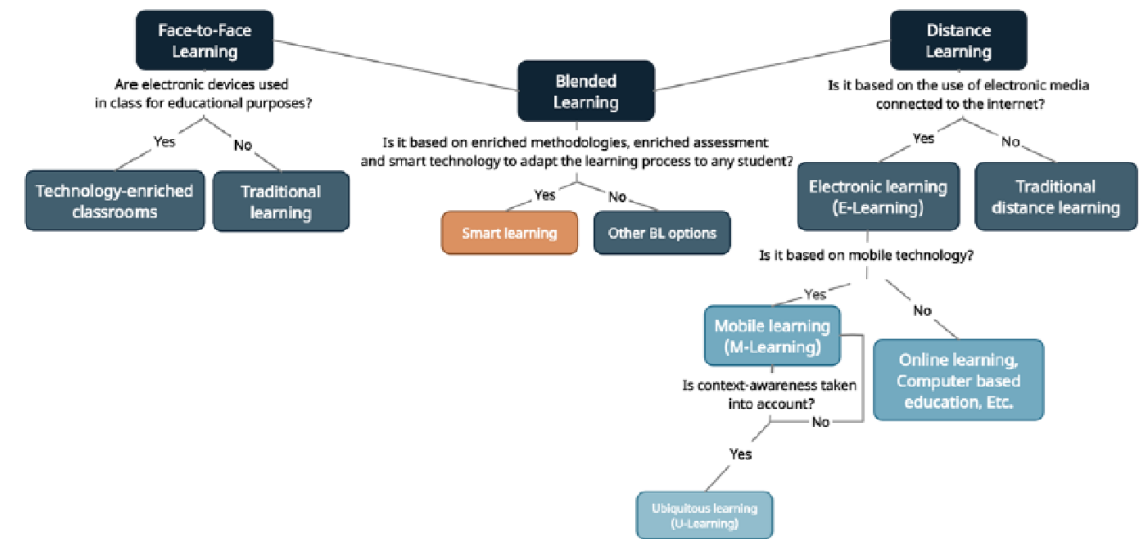 Face-to-Face
Learning
Are electronic devices used
in class for educational purposes?
Yes
No
Technology-enriched
classrooms
Traditional
learning
Blended
Learning
Is it based on enriched methodologies, enriched assessment
and smart technology to adapt the learning process to any student?
Yes
No
Smart learning
Other BL options
Distance
Learning
Is it based on the use of electronic media
connected to the internet?
Yes
No
Electronic learning
(E-Learning)
Traditional
distance learning
Is it based on mobile technology?
Yes
No
Mobile learning
(M-Learning)
Online learning,
Computer based
education, Etc.
Is context-awareness taken
into account?
No
Yes
Ubiquitous learning
(U-Learning)